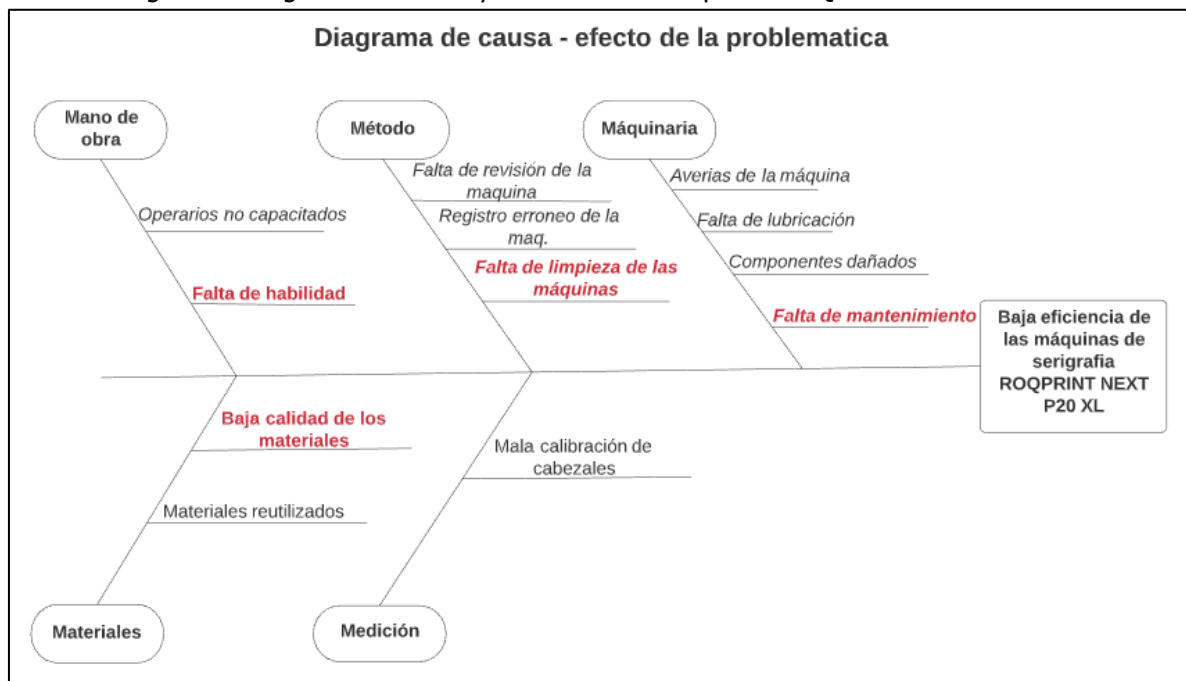 Diagrama de causa - efecto de la problematica
Mano de
obra
Método
Máquinaria
Operarios no capacitados
Falta de habilidad
Falta de revisión de la
maquina
Registro erroneo de la
maq.
Falta de limpieza de las
máquinas
Averias de la máquina
Falta de lubricación
Componentes dañados
Falta de mantenimiento
Baja eficiencia de
las máquinas de
serigrafia
ROQPRINT NEXT
P20 XL
Baja calidad de los
materiales
Materiales reutilizados
Mala calibración de
cabezales
Materiales
Medición